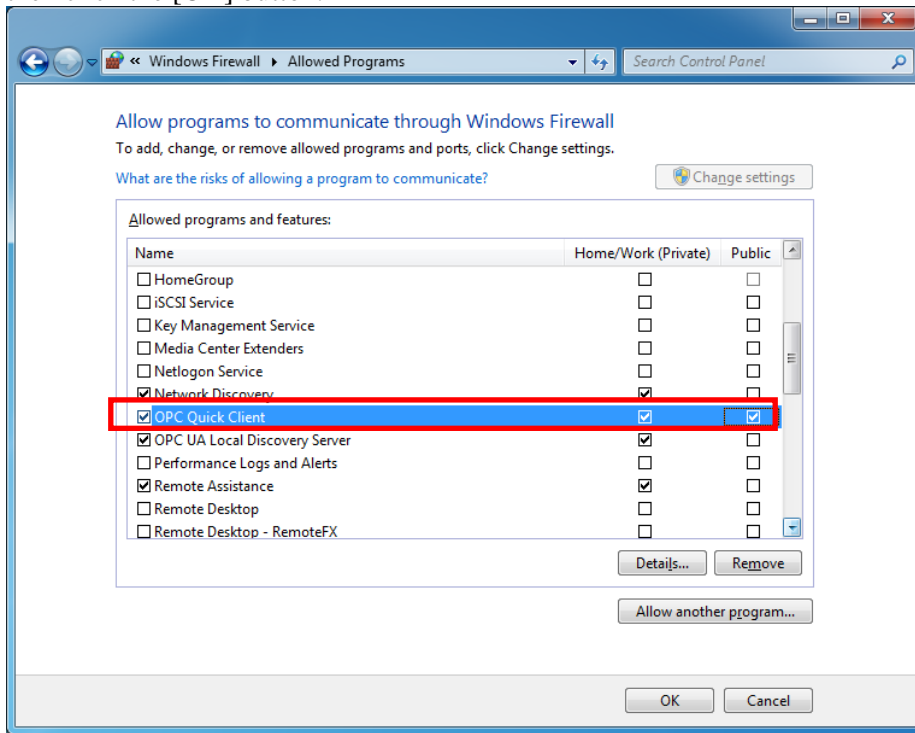 « Windows Firewall ▸ Allowed Programs Search Control Panel
Allow programs to communicate through Windows Firewall
To add, change, or remove allowed programs and ports, click Change settings.
What are the risks of allowing a program to communicate? Change settings
Allowed programs and features:
Name Home/Work (Private) Public
HomeGroup
iSCSI Service
Key Management Service
Media Center Extenders
Netlogon Service
Network Discovery
OPC Quick Client
OPC UA Local Discovery Server
Performance Logs and Alerts
Remote Assistance
Remote Desktop
Remote Desktop - RemoteFX
Details... Remove
Allow another program...
OK Cancel